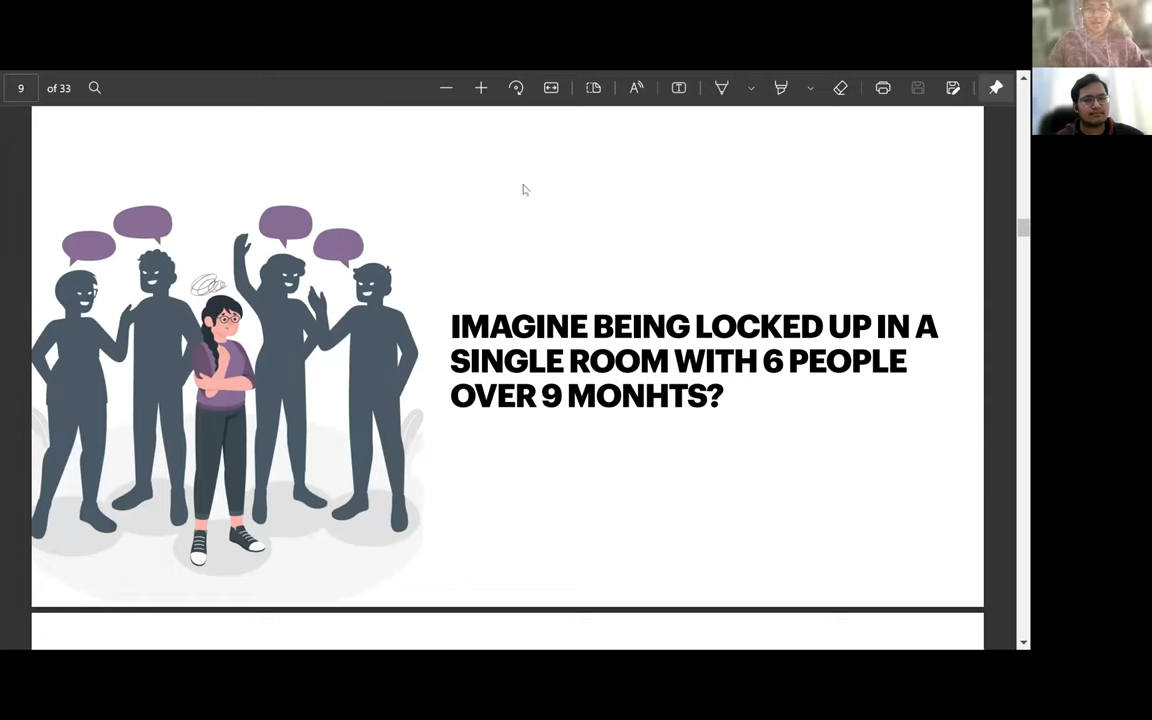 9 of 33
IMAGINE BEING LOCKED UP IN A
SINGLE ROOM WITH 6 PEOPLE
OVER 9 MONHTS?